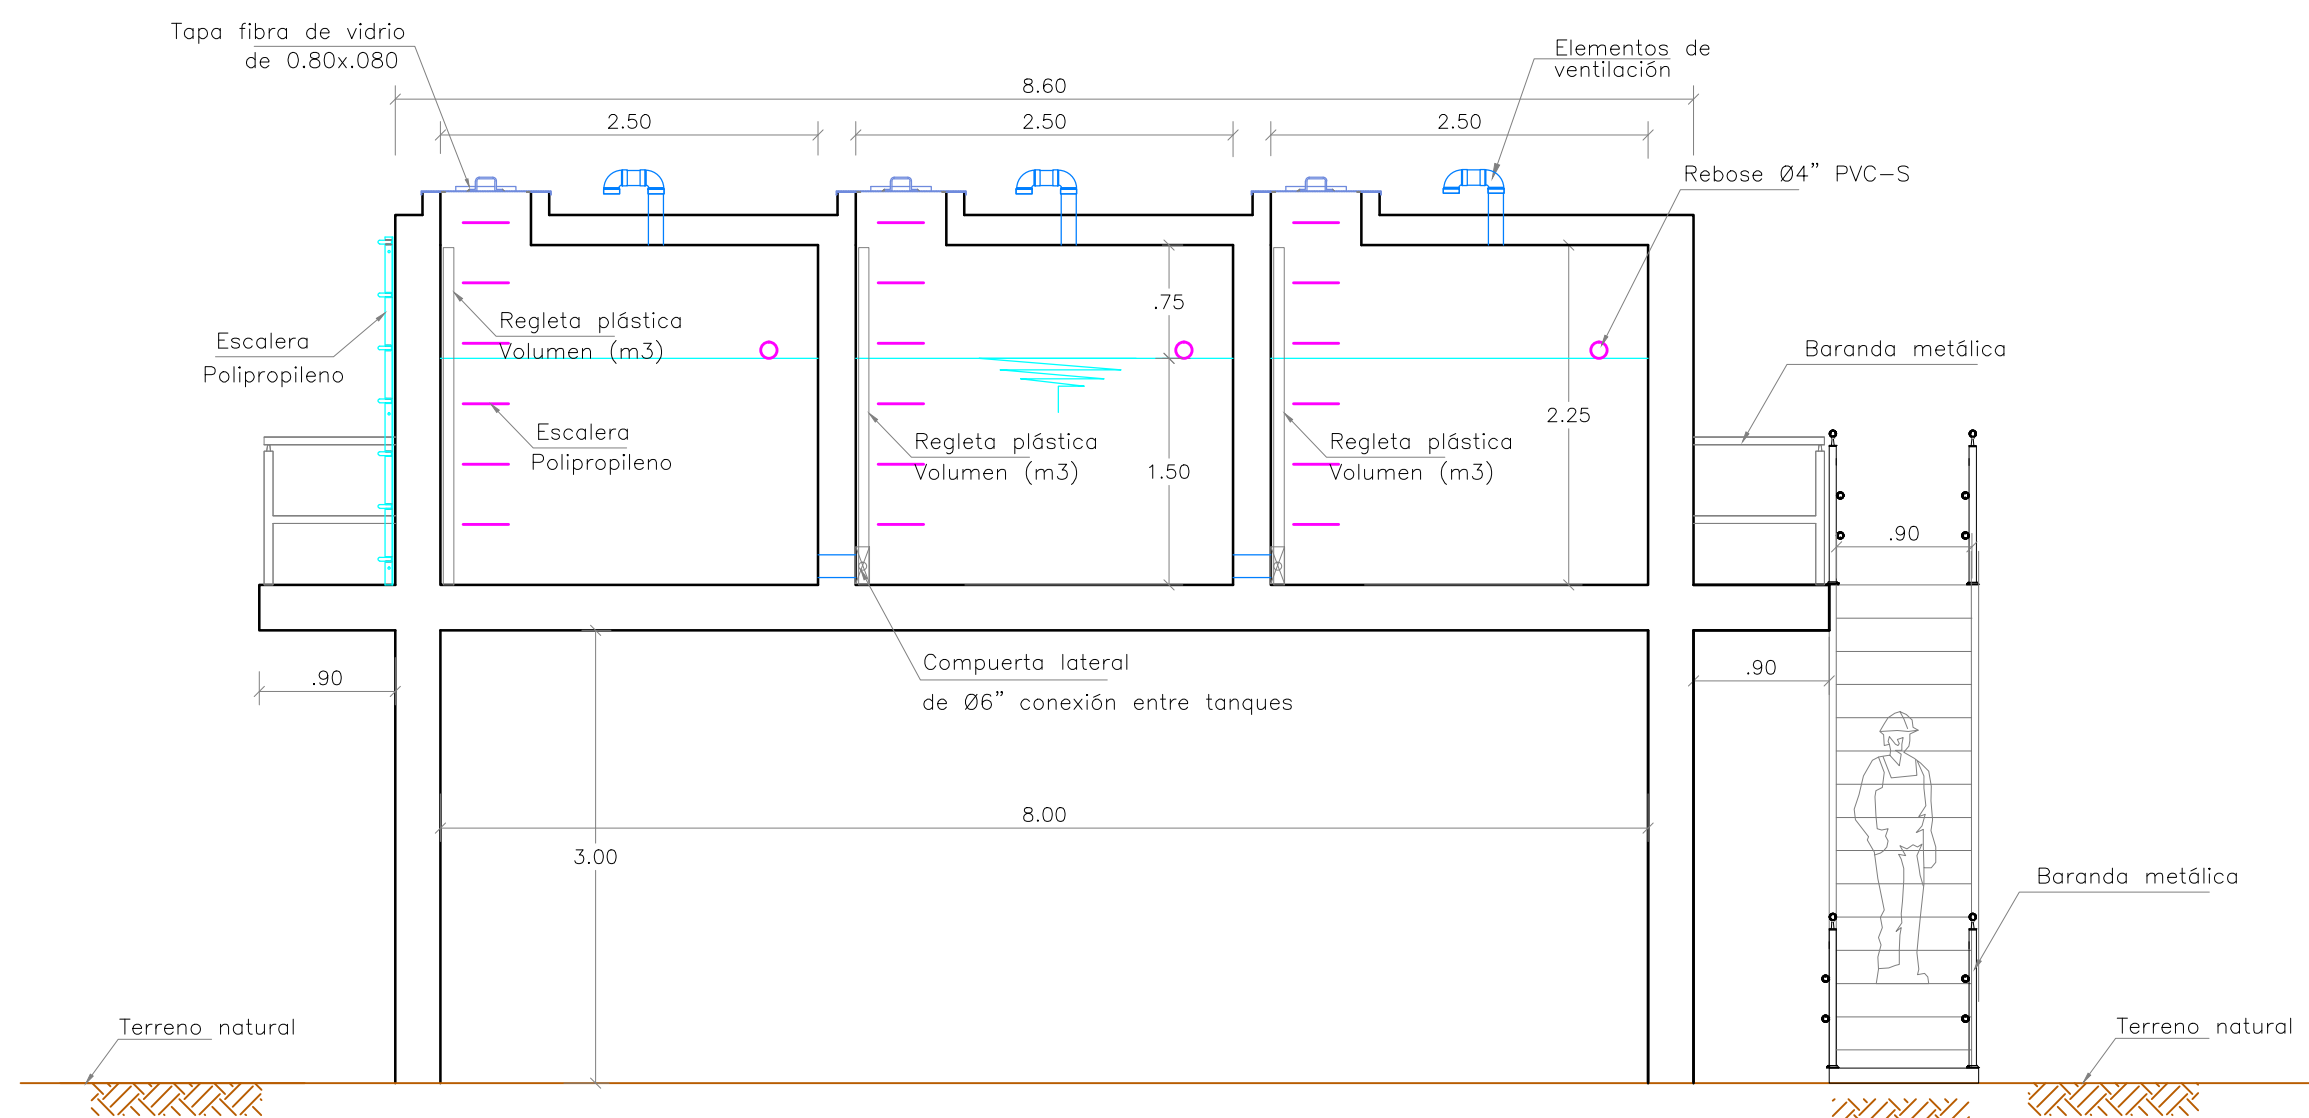 Tapa fibra de vidrio
de 0.80x.080
Elementos de
ventilación
8.60
2.50
2.50
2.50
Rebose Ø4" PVC-S
.75
Regleta plástica
Volumen (m3)
Escalera
Polipropileno
Baranda metálica
2.25
Escalera
Polipropileno
Regleta plástica
Volumen (m3)
1.50
Regleta plástica
Volumen (m3)
.90
Compuerta lateral
de Ø6" conexión entre tanques
.90
.90
8.00
3.00
Baranda metálica
Terreno natural
Terreno natural